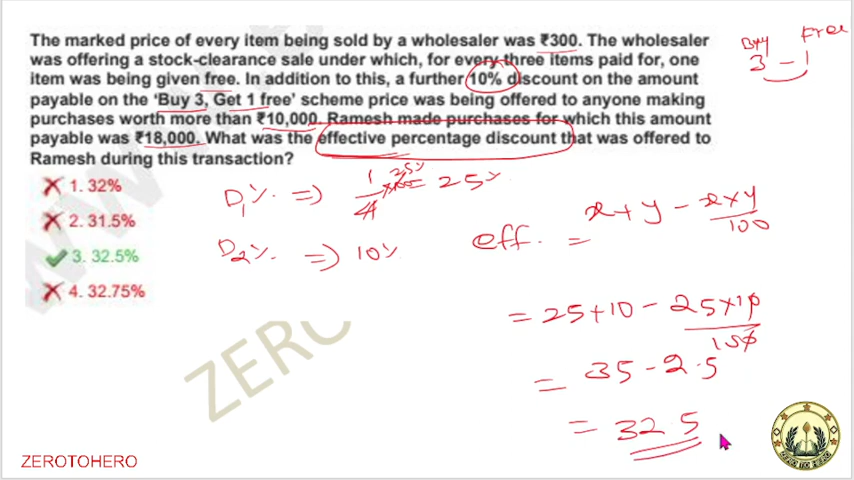 The marked price of every item being sold by a wholesaler was ₹300. The wholesaler
was offering a stock-clearance sale under which, for every three items paid for, one
item was being given free. In addition to this, a further 10% discount on the amount
payable on the 'Buy 3, Get 1 free' scheme price was being offered to anyone making
purchases worth more than ₹10,000. Ramesh made purchases for which this amount
payable was ₹18,000. What was the effective percentage discount that was offered to
Ramesh during this transaction?
Buy Free
3 - 1
1. 32%
2. 31.5%
3. 32.5%
4. 32.75%
D1%. => 1/4 × 100 25% = 25%
D2%. => 10%
eff. = x + y - x×y/100
= 25+10 - 25×10/100
= 35 - 2.5
= 32.5
ZERO
ZEROTOHERO